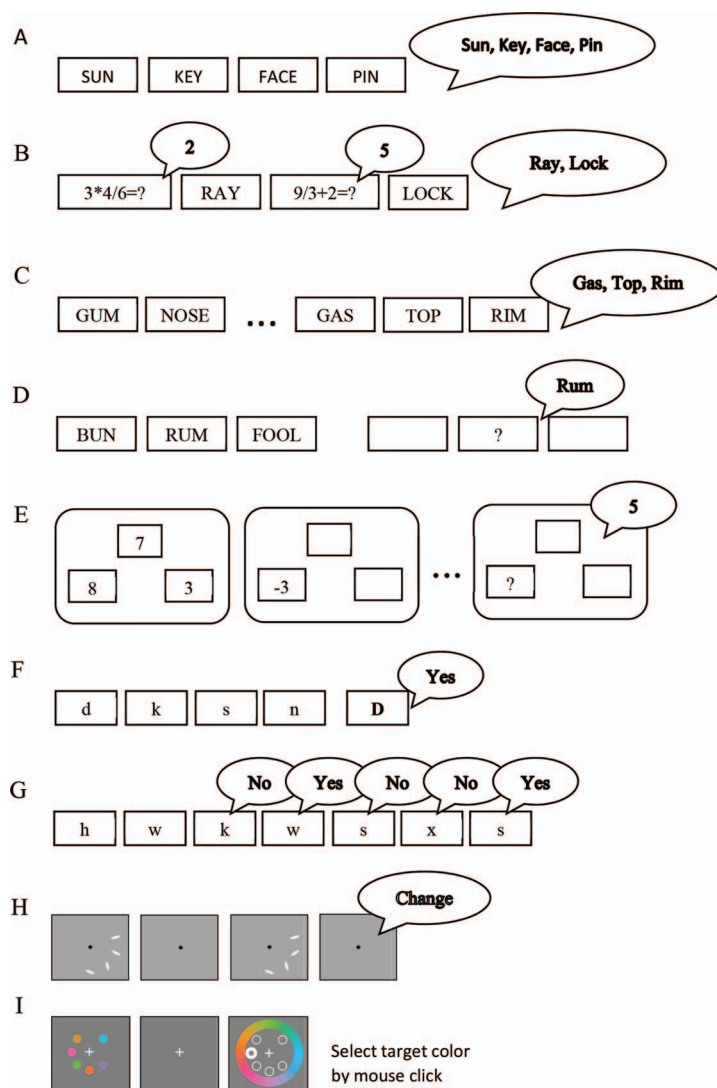 A
Sun, Key, Face, Pin
SUN KEY FACE PIN
B
2 5
Ray, Lock
3*4/6=? RAY 9/3+2=? LOCK
C
Gas, Top, Rim
GUM NOSE ... GAS TOP RIM
D
Rum
BUN RUM FOOL ?
E
5
7
8 3 -3 ... ?
F
Yes
d k s n D
G
No Yes No No Yes
h w k w s x s
H
Change
I
Select target color
by mouse click